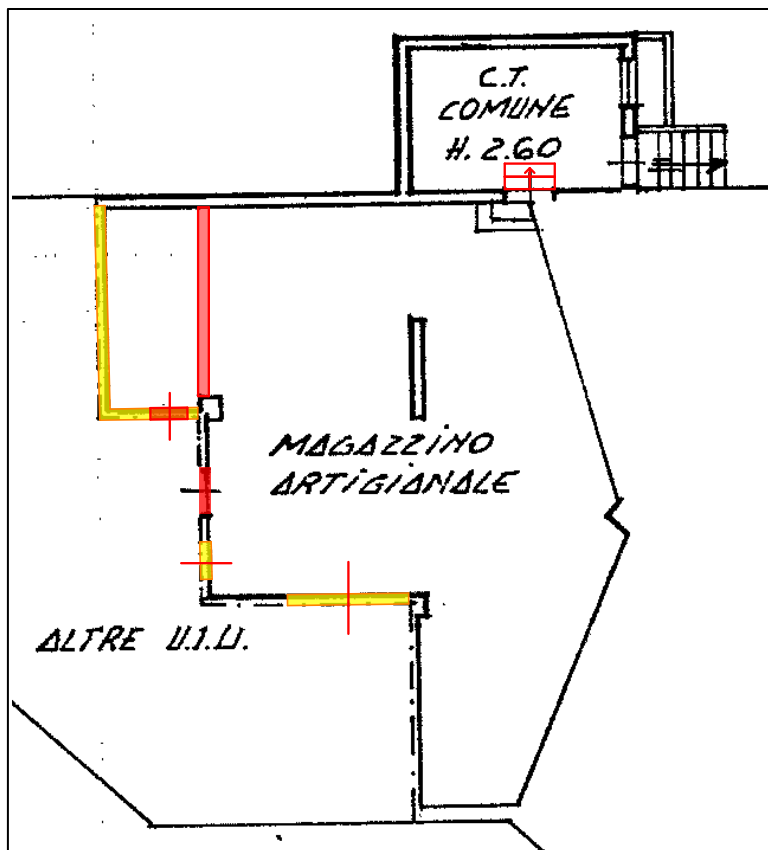 C.T.
COMUNE
H. 2.60
MAGAZZiNO
ARTiGIANALE
ALTRE U.I.U.